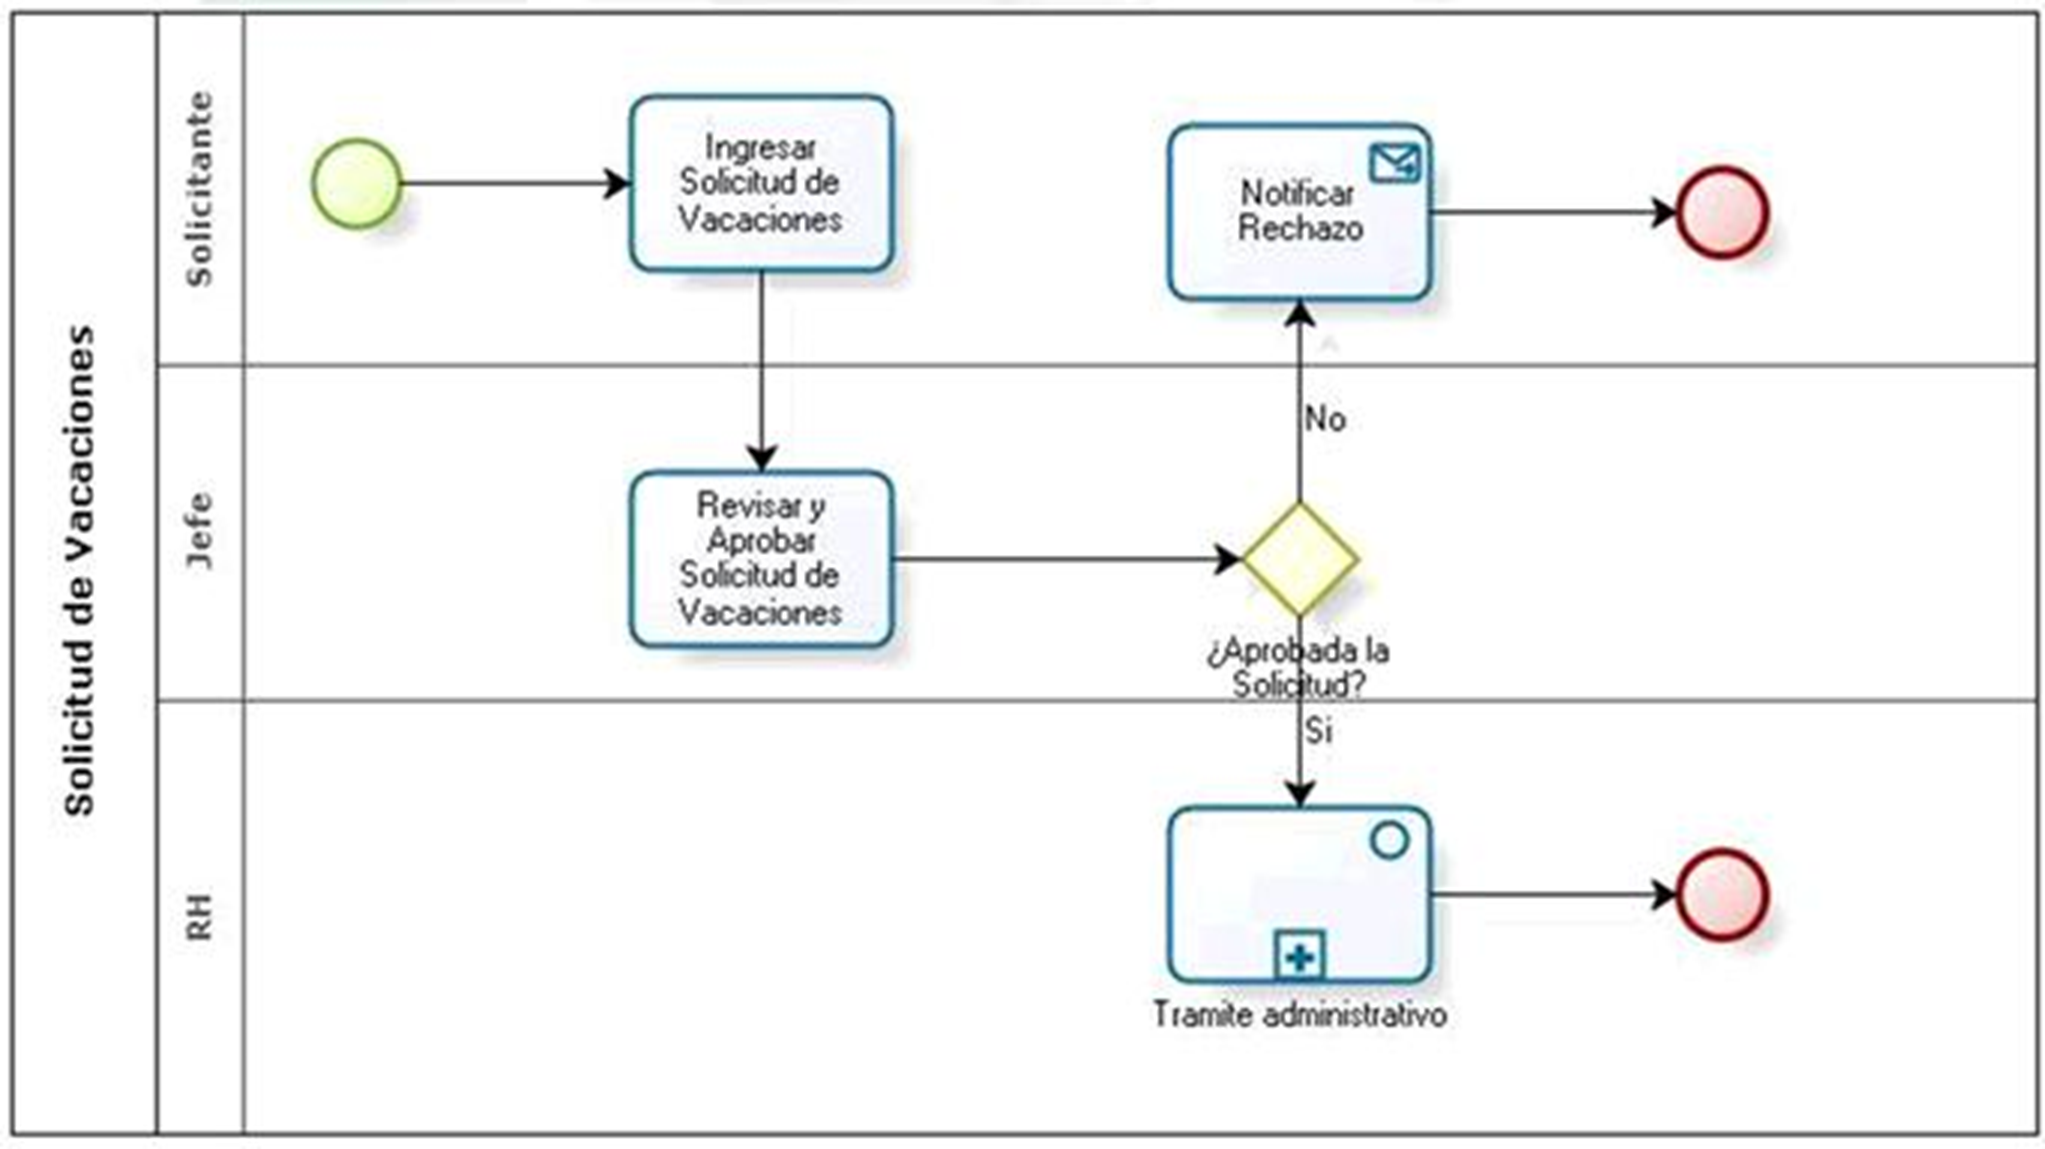 Solicitud de Vacaciones
Solicitante
Ingresar
Solicitud de
Vacaciones
Notificar
Rechazo
No
Jefe
Revisar y
Aprobar
Solicitud de
Vacaciones
¿Aprobada la
Solicitud?
Si
RH
Tramite administrativo